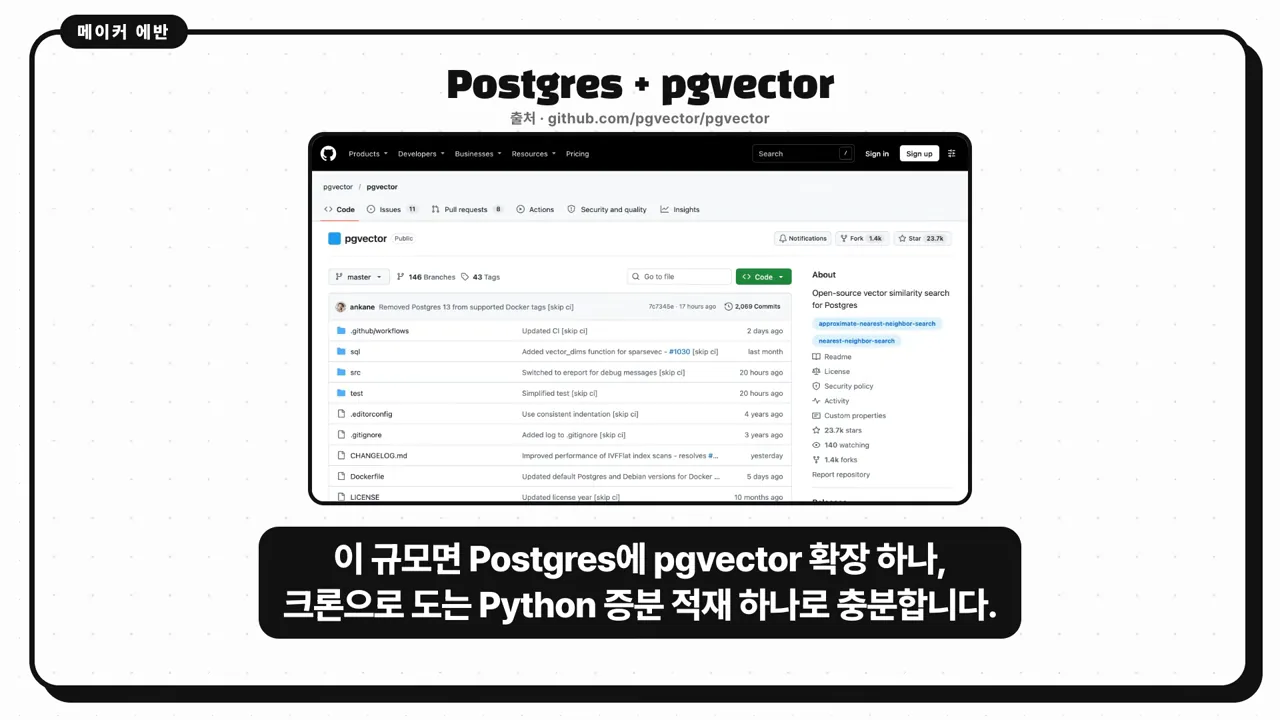 메이커 에반
Postgres + pgvector
출처 · github.com/pgvector/pgvector
Products Developers Businesses Resources Pricing Search / Sign in Sign up
pgvector / pgvector
Code Issues 11 Pull requests 8 Actions Security and quality Insights
pgvector Public Notifications Fork 1.4k Star 23.7k
master 146 Branches 43 Tags Go to file Code
ankane Removed Postgres 13 from supported Docker tags [skip ci] 7c7345e · 17 hours ago 2,069 Commits
.github/workflows Updated CI [skip ci] 2 days ago
sql Added vector_dims function for sparsevec - #1030 [skip ci] last month
src Switched to ereport for debug messages [skip ci] 20 hours ago
test Simplified test [skip ci] 20 hours ago
.editorconfig Use consistent indentation [skip ci] 4 years ago
.gitignore Added log to .gitignore [skip ci] 3 years ago
CHANGELOG.md Improved performance of IVFFlat index scans - resolves #... yesterday
Dockerfile Updated default Postgres and Debian versions for Docker ... 5 days ago
LICENSE Updated license year [skip ci] 10 months ago
About
Open-source vector similarity search
for Postgres
approximate-nearest-neighbor-search
nearest-neighbor-search
Readme
License
Security policy
Activity
Custom properties
23.7k stars
140 watching
1.4k forks
Report repository
이 규모면 Postgres에 pgvector 확장 하나,
크론으로 도는 Python 증분 적재 하나로 충분합니다.